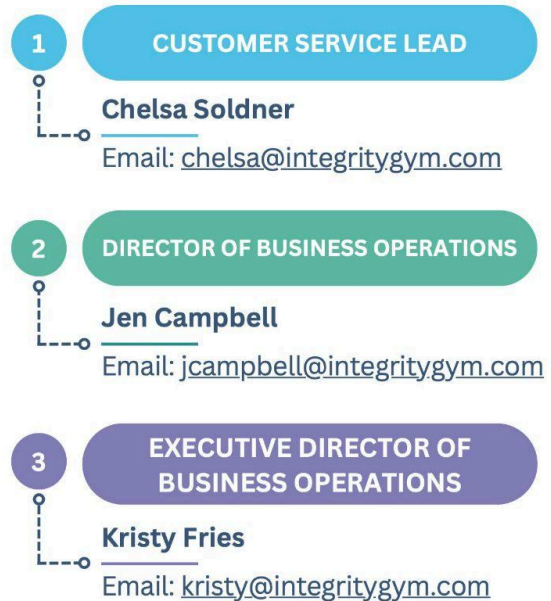 1
CUSTOMER SERVICE LEAD
Chelsa Soldner
Email: chelsa@integritygym.com
2
DIRECTOR OF BUSINESS OPERATIONS
Jen Campbell
Email: jcampbell@integritygym.com
3
EXECUTIVE DIRECTOR OF
BUSINESS OPERATIONS
Kristy Fries
Email: kristy@integritygym.com